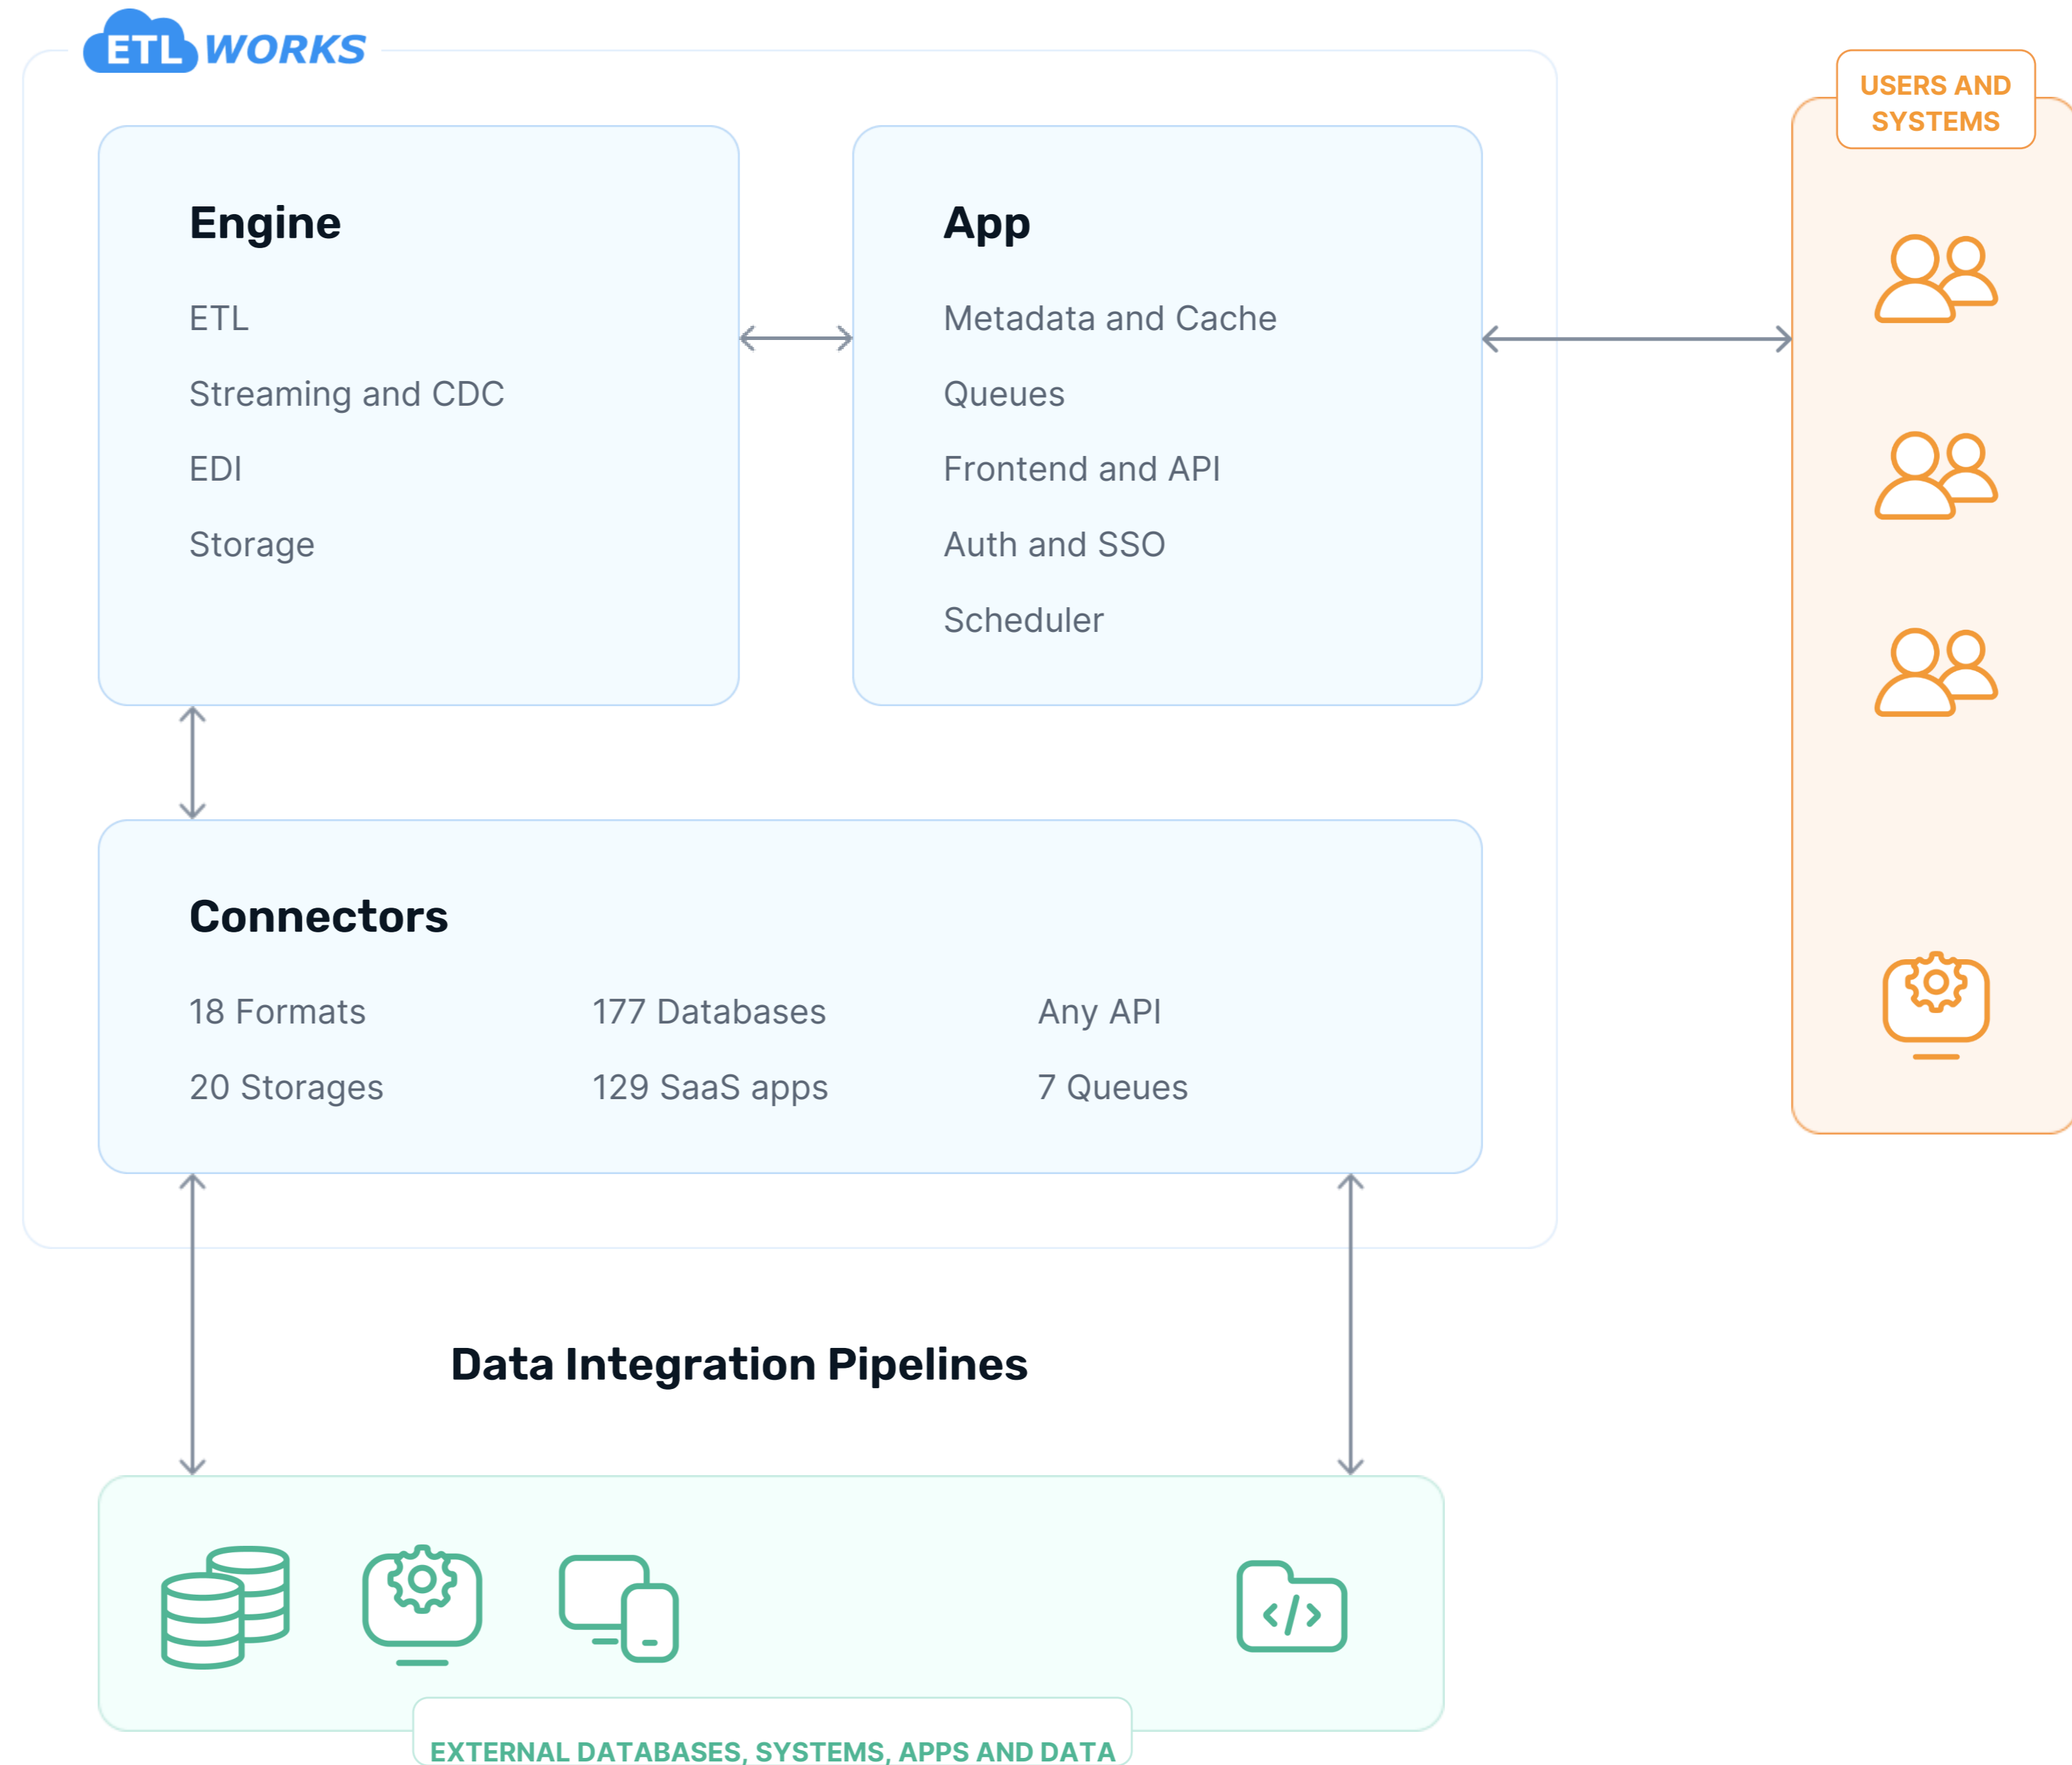 ETL WORKS
USERS AND
SYSTEMS
Engine
ETL
Streaming and CDC
EDI
Storage
App
Metadata and Cache
Queues
Frontend and API
Auth and SSO
Scheduler
Connectors
18 Formats
177 Databases
Any API
20 Storages
129 SaaS apps
7 Queues
Data Integration Pipelines
</>
EXTERNAL DATABASES, SYSTEMS, APPS AND DATA